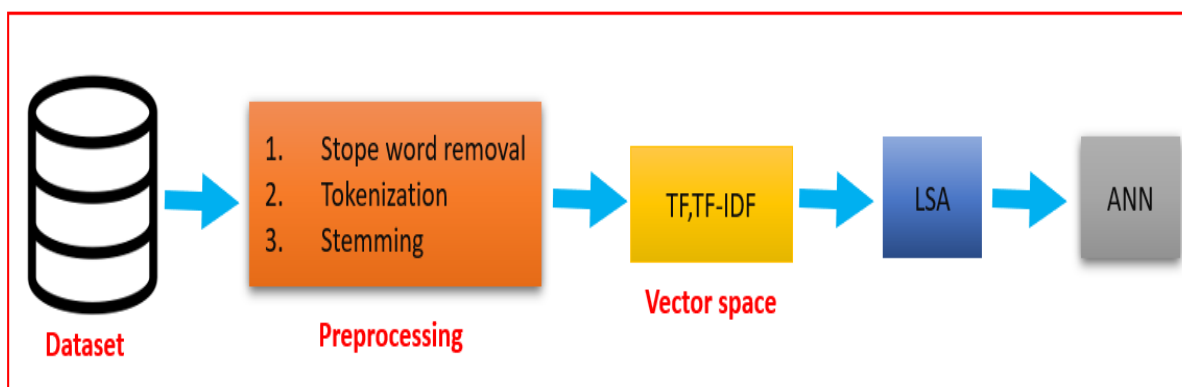 Dataset
1. Stope word removal
2. Tokenization
3. Stemming
Preprocessing
TF,TF-IDF
Vector space
LSA
ANN